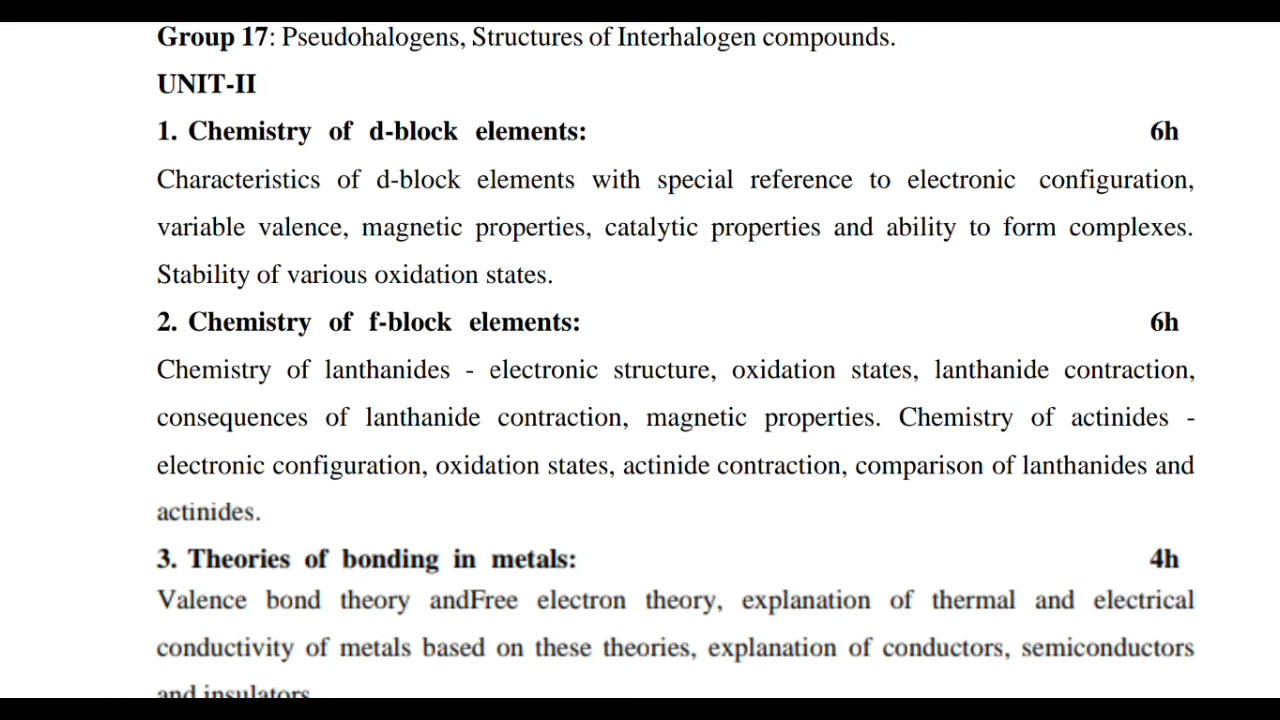 Group 17: Pseudohalogens, Structures of Interhalogen compounds.
UNIT-II
1. Chemistry of d-block elements: 6h
Characteristics of d-block elements with special reference to electronic configuration,
variable valence, magnetic properties, catalytic properties and ability to form complexes.
Stability of various oxidation states.
2. Chemistry of f-block elements: 6h
Chemistry of lanthanides - electronic structure, oxidation states, lanthanide contraction,
consequences of lanthanide contraction, magnetic properties. Chemistry of actinides -
electronic configuration, oxidation states, actinide contraction, comparison of lanthanides and
actinides.
3. Theories of bonding in metals: 4h
Valence bond theory andFree electron theory, explanation of thermal and electrical
conductivity of metals based on these theories, explanation of conductors, semiconductors
and insulators